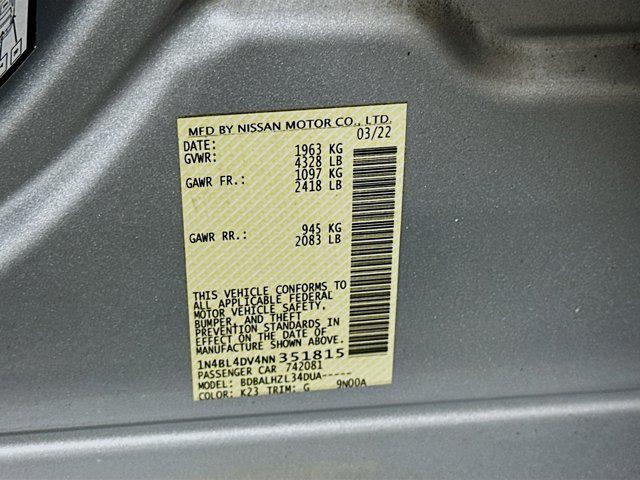 MFD BY NISSAN MOTOR CO., LTD.
DATE: 03/22
GVWR: 1963 KG
4328 LB
GAWR FR.: 1097 KG
2418 LB
GAWR RR.: 945 KG
2083 LB
THIS VEHICLE CONFORMS TO
ALL APPLICABLE FEDERAL
MOTOR VEHICLE SAFETY,
BUMPER, AND THEFT
PREVENTION STANDARDS IN
EFFECT ON THE DATE OF
MANUFACTURE SHOWN ABOVE.
1N4BL4DV4NN351815
PASSENGER CAR 742081
MODEL: BDBALHZL34DUA-----
COLOR: K23 TRIM: G 9N00A